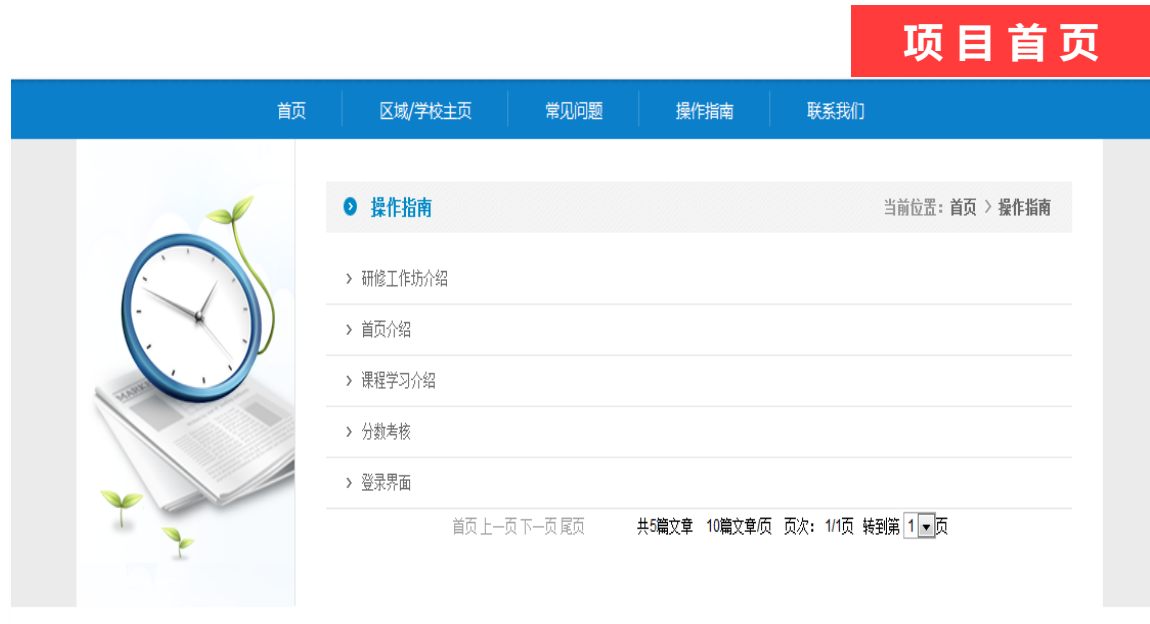 项目首页
首页 区域/学校主页 常见问题 操作指南 联系我们
操作指南 当前位置：首页 > 操作指南
> 研修工作坊介绍
> 首页介绍
> 课程学习介绍
> 分数考核
> 登录界面
首页 上一页 下一页 尾页 共5篇文章 10篇文章/页 页次： 1/1页 转到第 1 页
MARKE